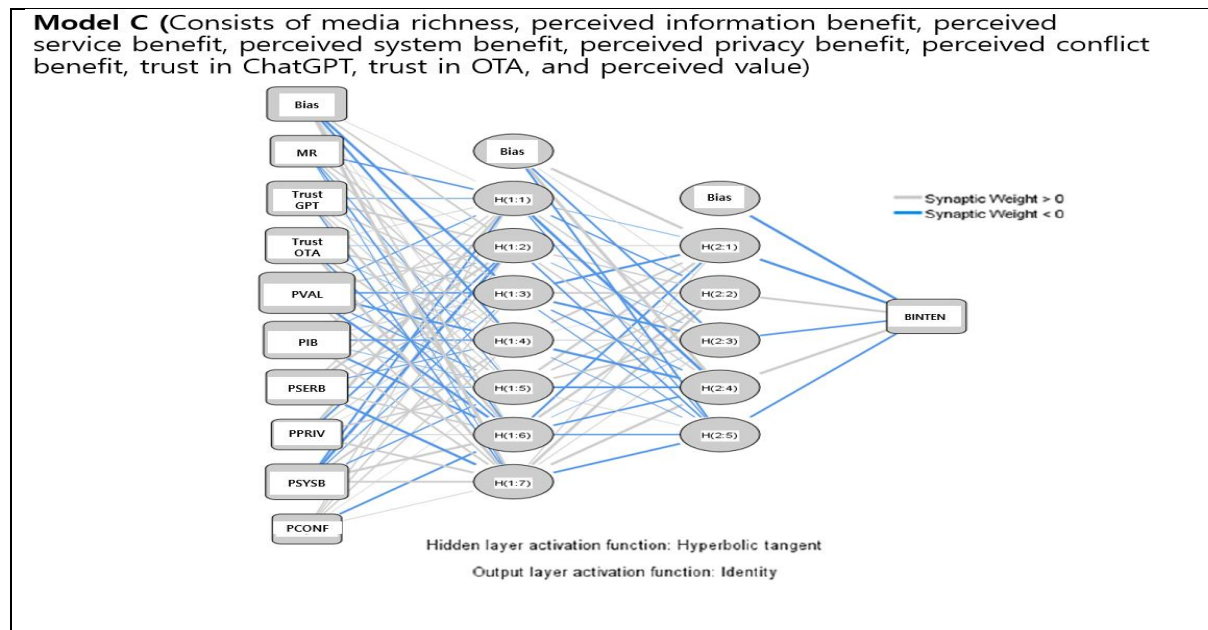 Model C (Consists of media richness, perceived information benefit, perceived
service benefit, perceived system benefit, perceived privacy benefit, perceived conflict
benefit, trust in ChatGPT, trust in OTA, and perceived value)
Bias
MR
Trust
GPT
Trust
OTA
PVAL
PIB
PSERB
PPRIV
PSYSB
PCONF
Bias
H(1:1)
H(1:2)
H(1:3)
H(1:4)
H(1:5)
H(1:6)
H(1:7)
Bias
H(2:1)
H(2:2)
H(2:3)
H(2:4)
H(2:5)
BINTEN
Synaptic Weight > 0
Synaptic Weight < 0
Hidden layer activation function: Hyperbolic tangent
Output layer activation function: Identity